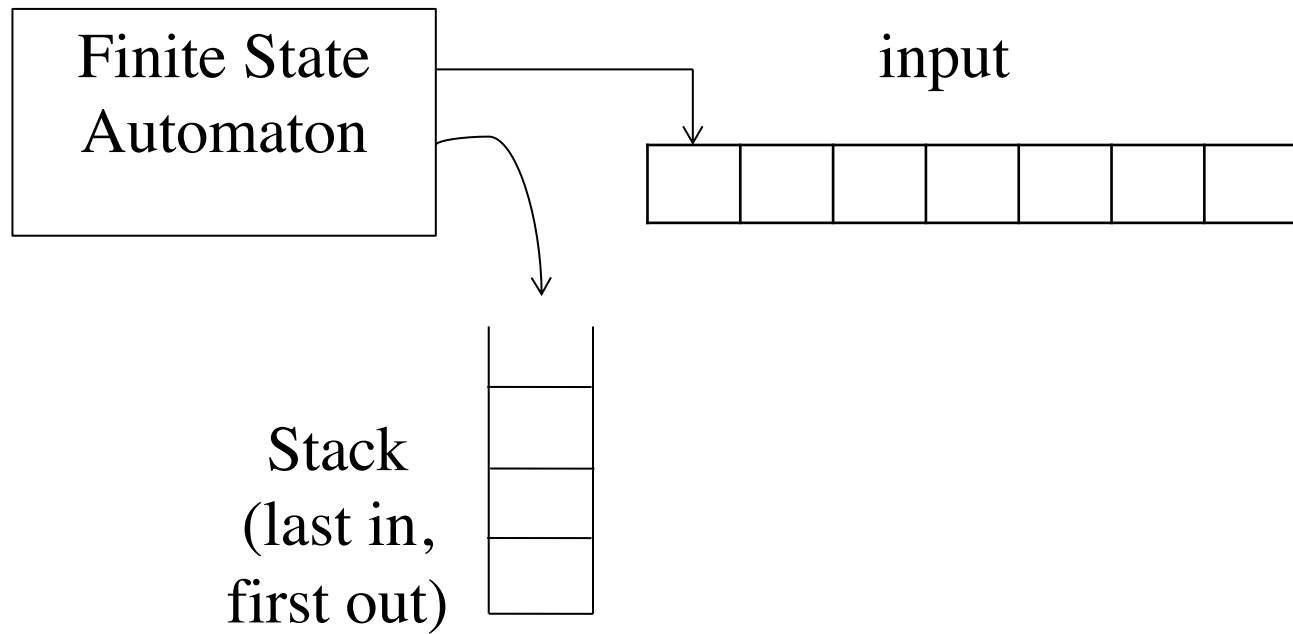 Finite State
Automaton
input
Stack
(last in,
first out)